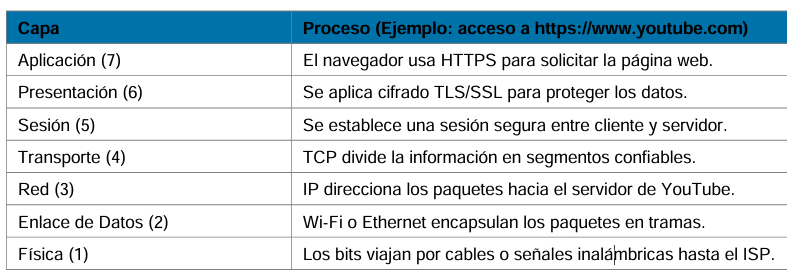 Capa Proceso (Ejemplo: acceso a https://www.youtube.com)
Aplicación (7) El navegador usa HTTPS para solicitar la página web.
Presentación (6) Se aplica cifrado TLS/SSL para proteger los datos.
Sesión (5) Se establece una sesión segura entre cliente y servidor.
Transporte (4) TCP divide la información en segmentos confiables.
Red (3) IP direcciona los paquetes hacia el servidor de YouTube.
Enlace de Datos (2) Wi-Fi o Ethernet encapsulan los paquetes en tramas.
Física (1) Los bits viajan por cables o señales inalámbricas hasta el ISP.